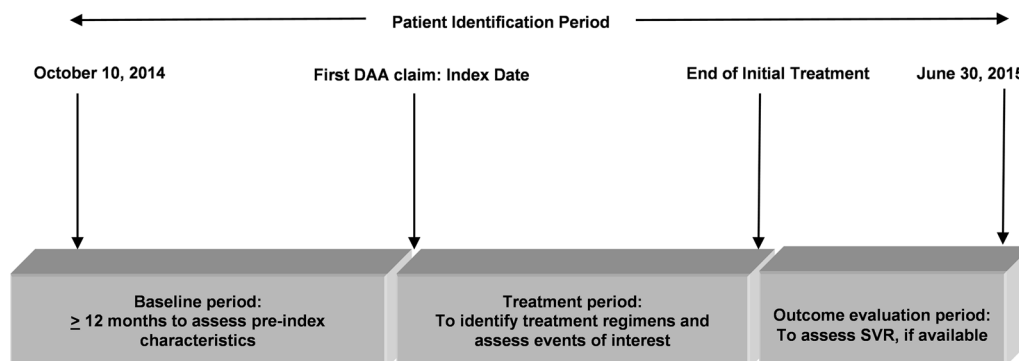 Patient Identification Period
October 10, 2014
First DAA claim: Index Date
End of Initial Treatment
June 30, 2015
Baseline period:
≥ 12 months to assess pre-index
characteristics
Treatment period:
To identify treatment regimens and
assess events of interest
Outcome evaluation period:
To assess SVR, if available